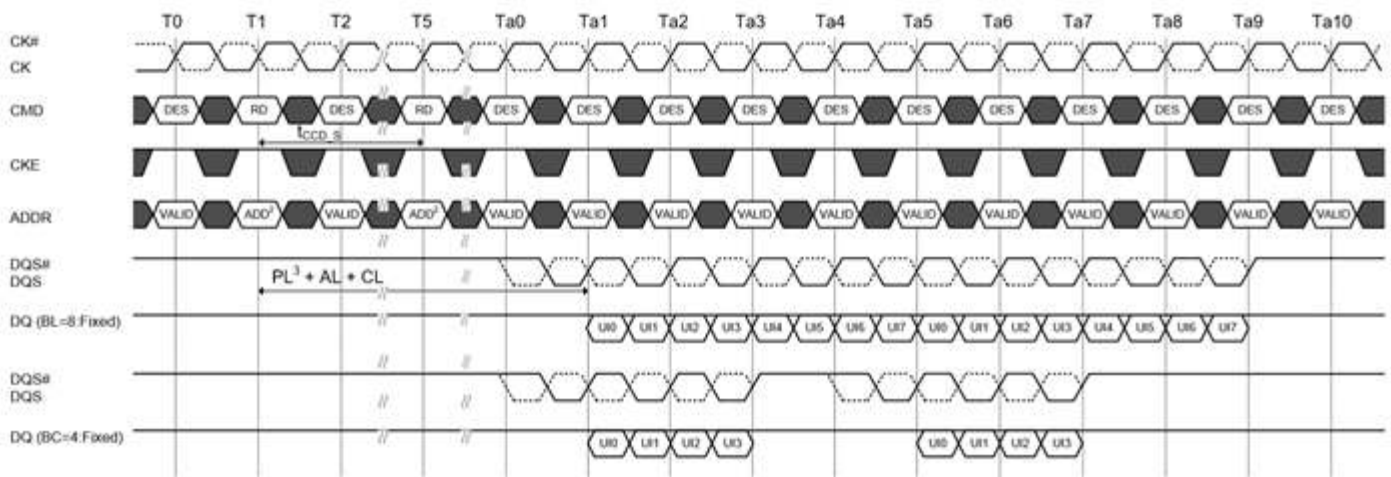 T0 T1 T2 T5 Ta0 Ta1 Ta2 Ta3 Ta4 Ta5 Ta6 Ta7 Ta8 Ta9 Ta10
CK#
CK
CMD DES RD DES RD DES DES DES DES DES DES DES DES DES DES DES
tCCD_S
CKE
ADDR VALID ADD² VALID ADD² VALID VALID VALID VALID VALID VALID VALID VALID VALID VALID VALID
DQS#
DQS
PL³ + AL + CL
DQ (BL=8:Fixed) UI0 UI1 UI2 UI3 UI4 UI5 UI6 UI7 UI0 UI1 UI2 UI3 UI4 UI5 UI6 UI7
DQS#
DQS
DQ (BC=4:Fixed) UI0 UI1 UI2 UI3 UI0 UI1 UI2 UI3